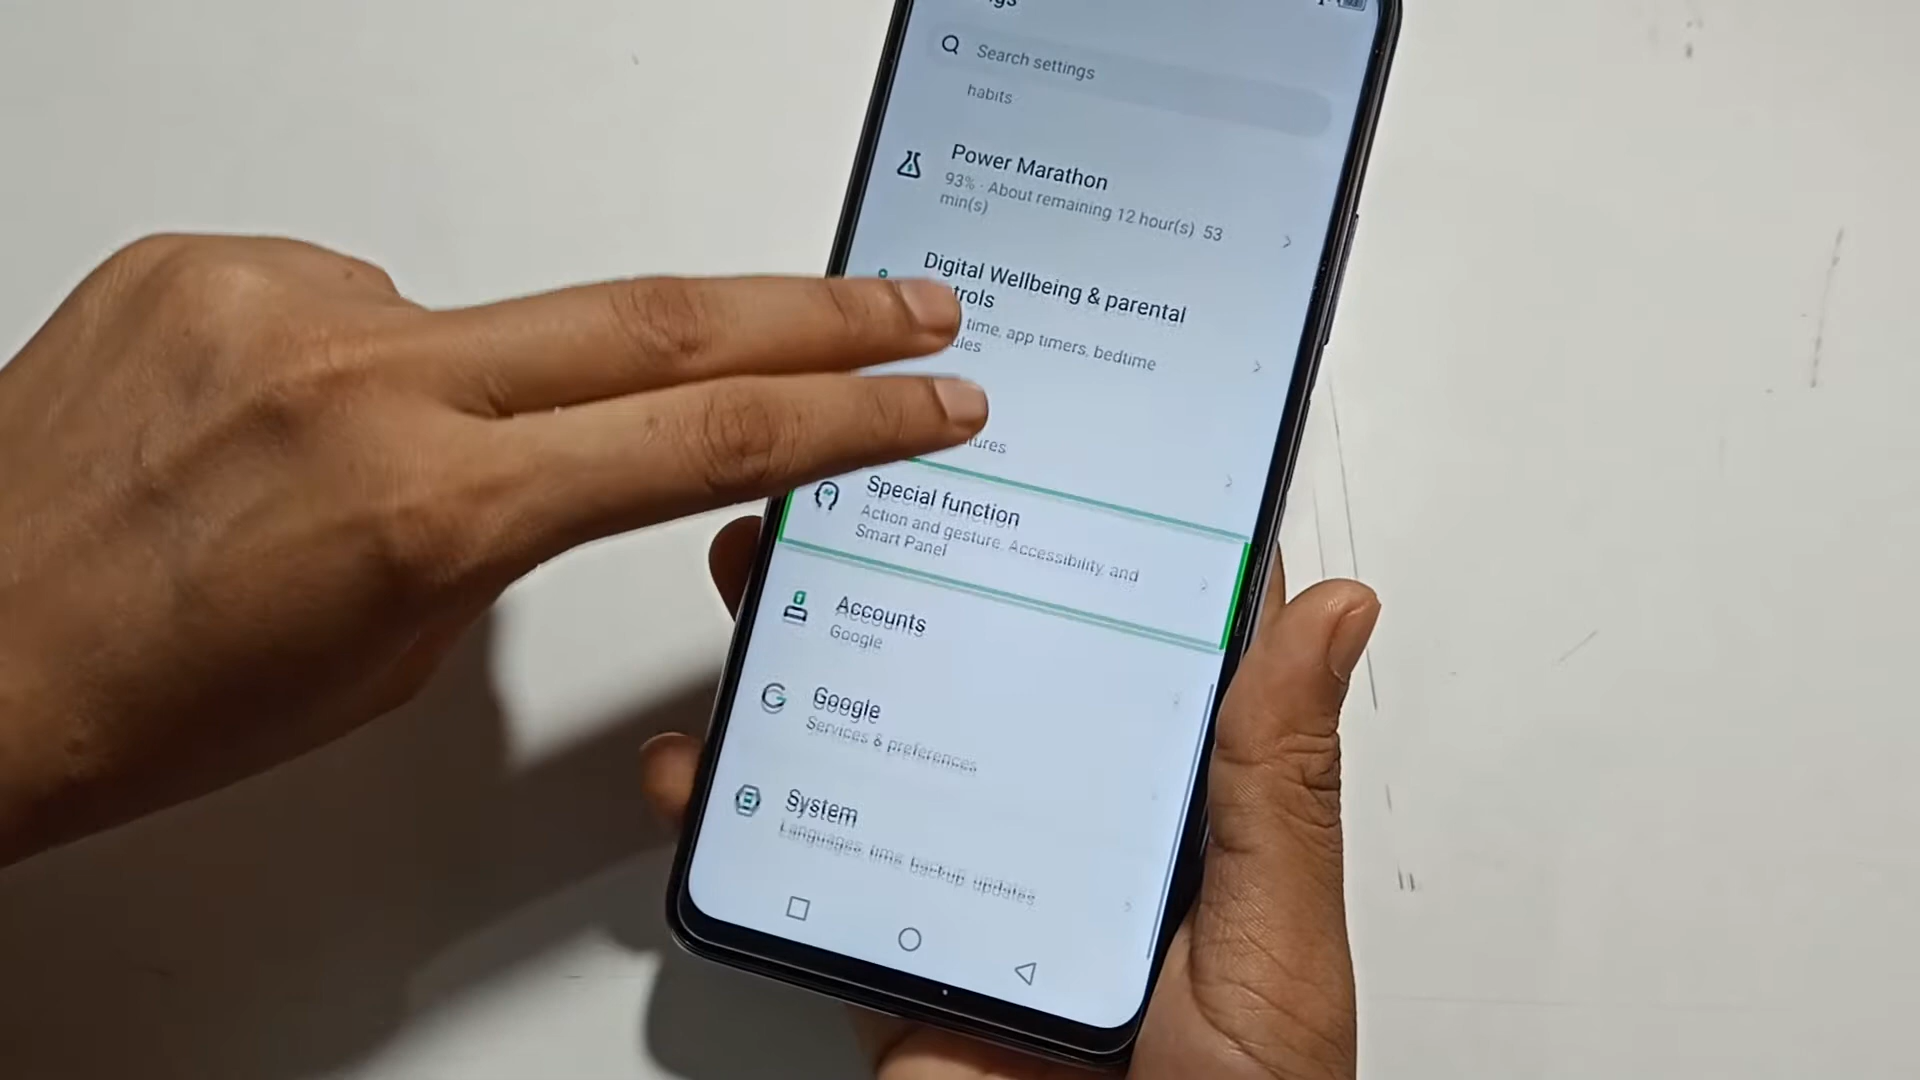 Search settings
habits
Power Marathon
93% · About remaining 12 hour(s) 53
min(s)
Digital Wellbeing & parental
trols
time, app timers, bedtime
ules
tures
Special function
Action and gesture, Accessibility, and
Smart Panel
Accounts
Google
Google
Services & preferences
System
Languages, time, backup, updates